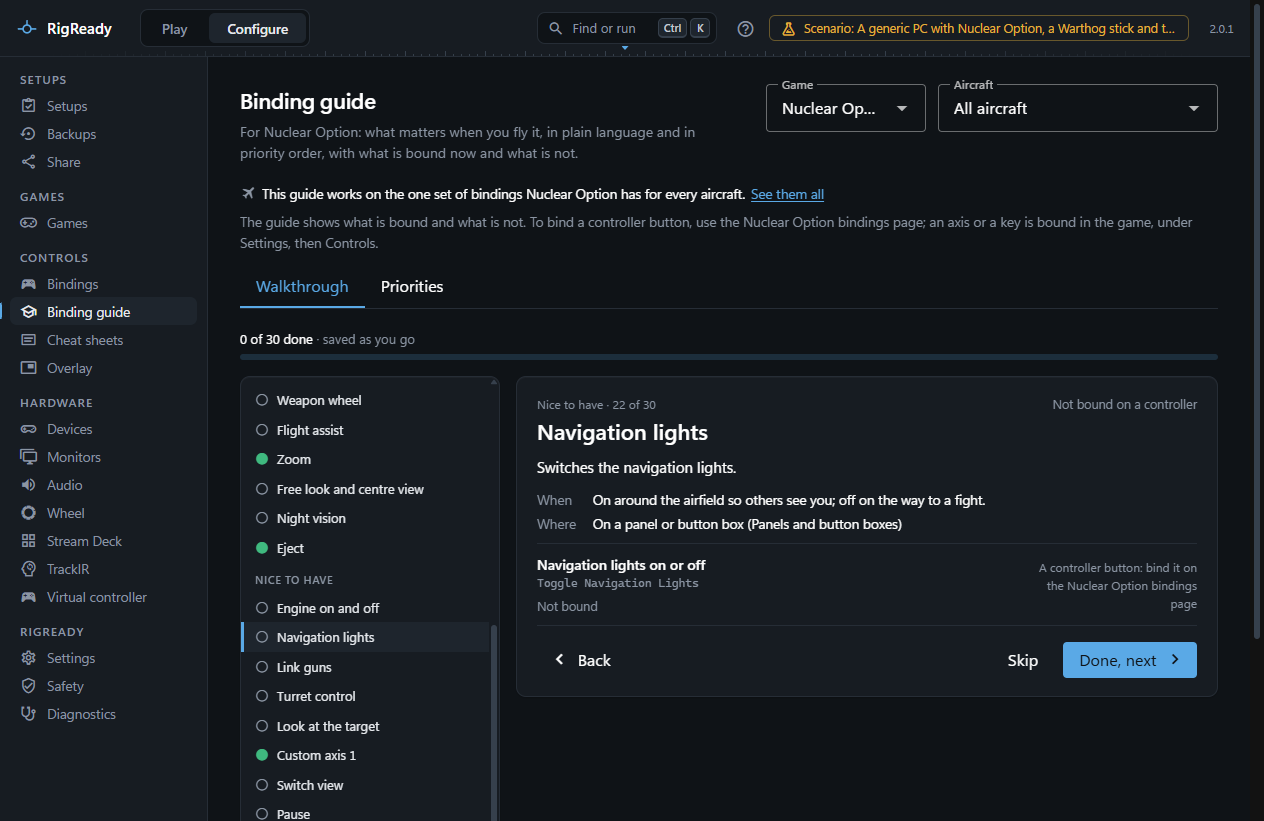 RigReady
Play
Configure
Find or run
Ctrl
K
Scenario: A generic PC with Nuclear Option, a Warthog stick and t...
2.0.1
SETUPS
Setups
Backups
Share
GAMES
Games
CONTROLS
Bindings
Binding guide
Cheat sheets
Overlay
HARDWARE
Devices
Monitors
Audio
Wheel
Stream Deck
TrackIR
Virtual controller
RIGREADY
Settings
Safety
Diagnostics
Binding guide
For Nuclear Option: what matters when you fly it, in plain language and in
priority order, with what is bound now and what is not.
Game
Nuclear Op...
Aircraft
All aircraft
This guide works on the one set of bindings Nuclear Option has for every aircraft. See them all
The guide shows what is bound and what is not. To bind a controller button, use the Nuclear Option bindings page; an axis or a key is bound in the game, under
Settings, then Controls.
Walkthrough
Priorities
0 of 30 done · saved as you go
Weapon wheel
Flight assist
Zoom
Free look and centre view
Night vision
Eject
NICE TO HAVE
Engine on and off
Navigation lights
Link guns
Turret control
Look at the target
Custom axis 1
Switch view
Pause
Nice to have · 22 of 30
Not bound on a controller
Navigation lights
Switches the navigation lights.
When On around the airfield so others see you; off on the way to a fight.
Where On a panel or button box (Panels and button boxes)
Navigation lights on or off
Toggle Navigation Lights
Not bound
A controller button: bind it on
the Nuclear Option bindings
page
Back
Skip
Done, next